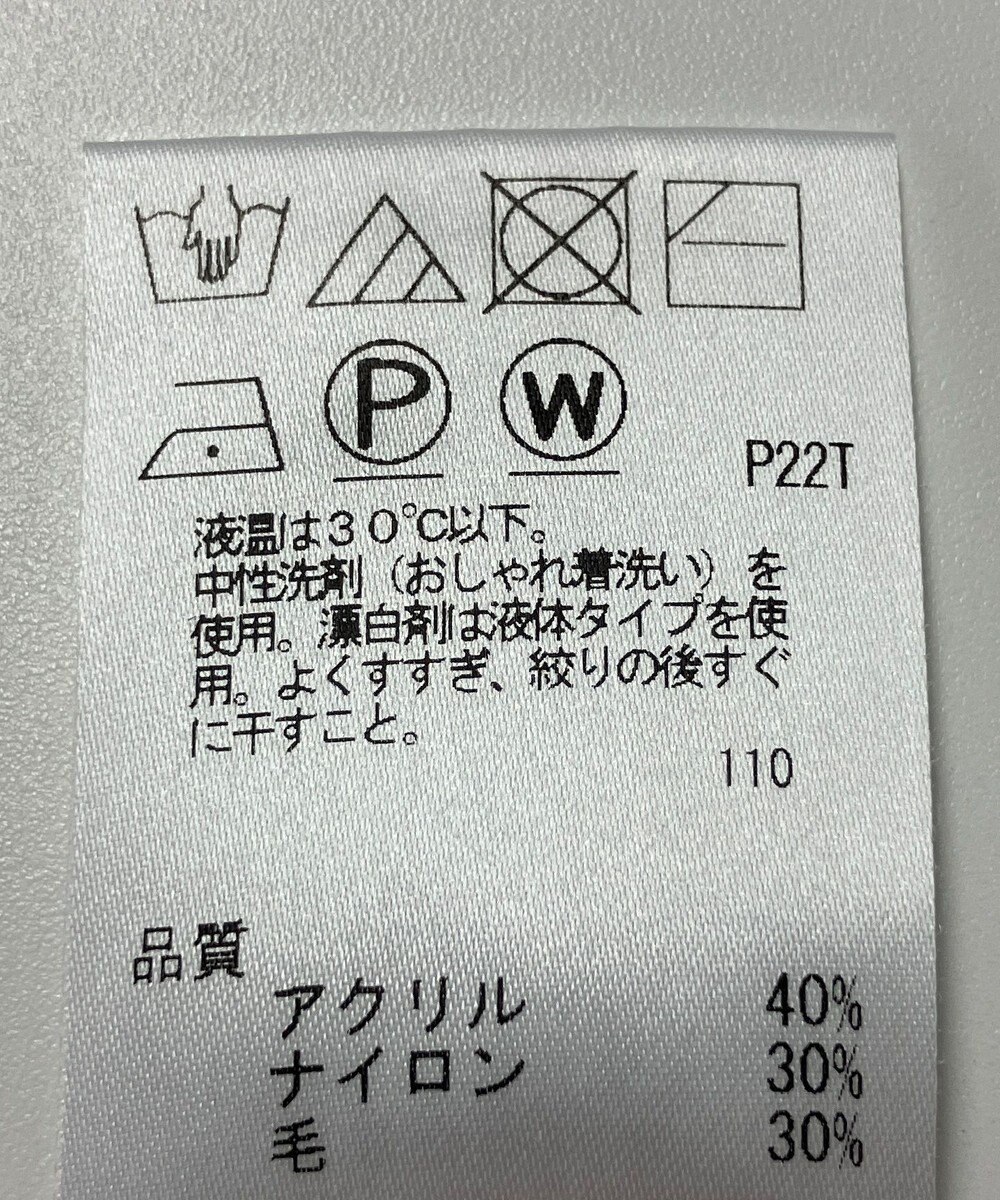 P
W
P22T
液温は30℃以下。
中性洗剤(おしゃれ着洗い)を
使用。漂白剤は液体タイプを使
用。よくすすぎ、絞りの後すぐ
に干すこと。
110
品質
アクリル 40%
ナイロン 30%
毛 30%